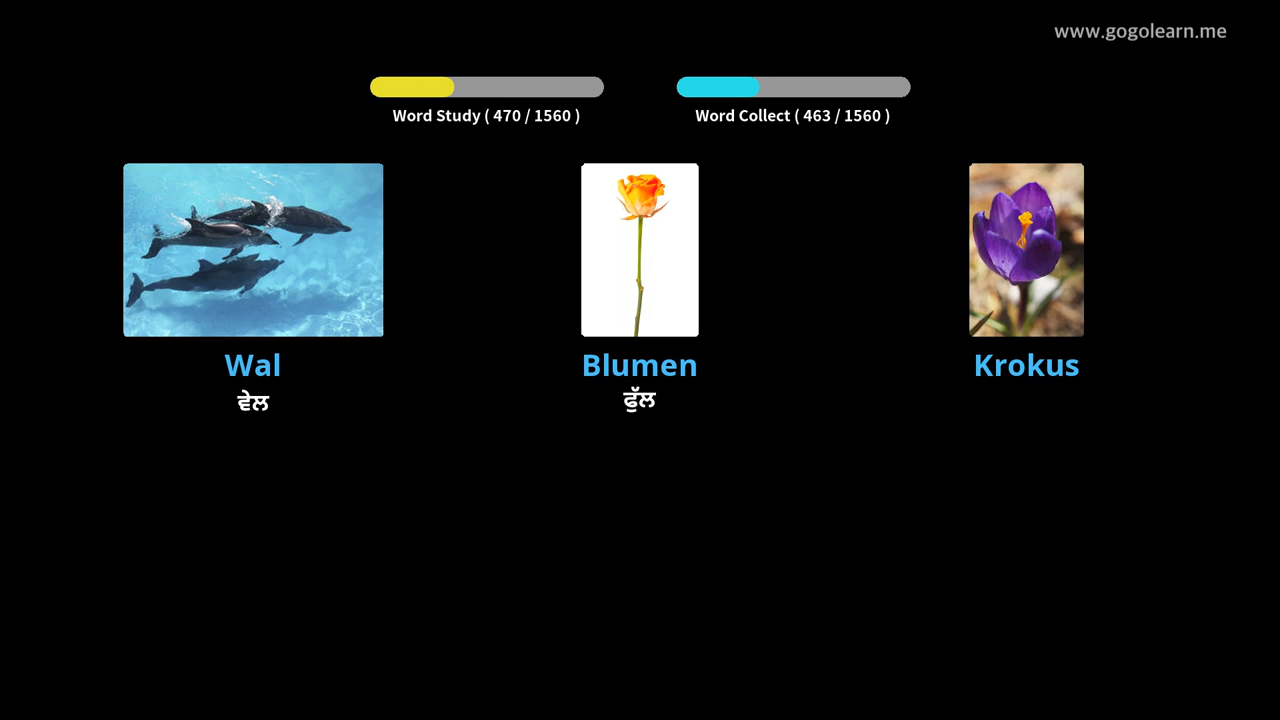 www.gogolearn.me
Word Study ( 470 / 1560 )
Word Collect ( 463 / 1560 )
Wal
ਵੇਲ
Blumen
ਫੁੱਲ
Krokus